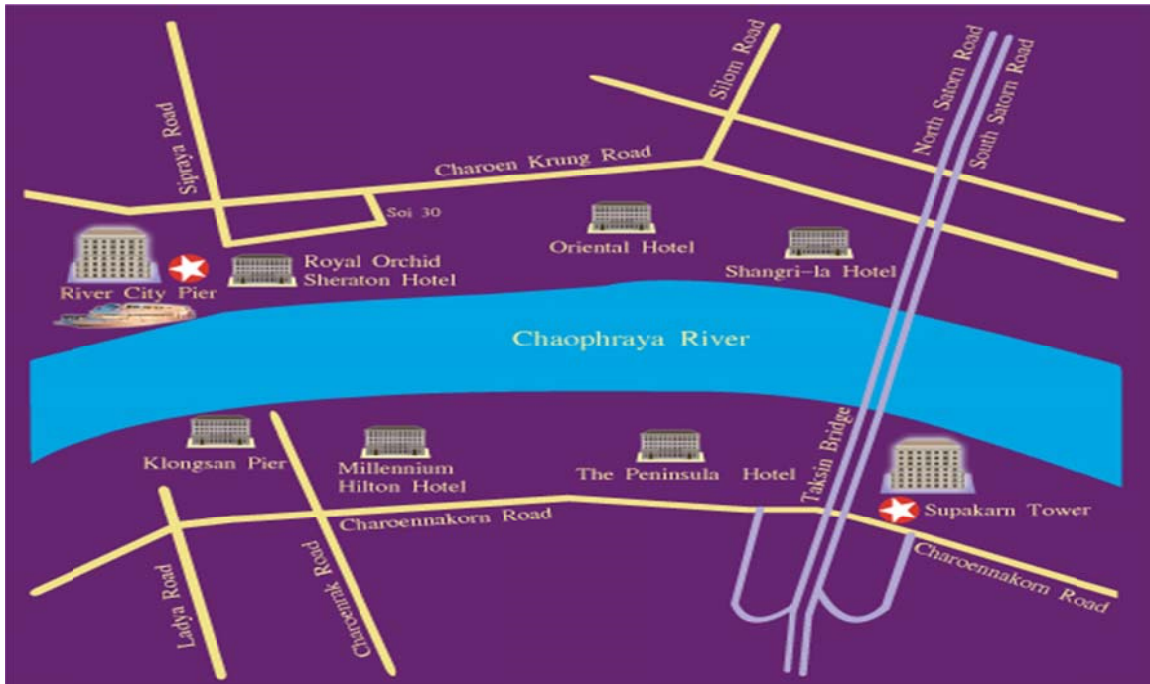 Silom Road
North Satorn Road
South Satorn Road
Sipraya Road
Charoen Krung Road
Soi 30
Oriental Hotel
Royal Orchid
Sheraton Hotel
Shangri-la Hotel
River City Pier
Chaophraya River
Klongsan Pier
Millennium
Hilton Hotel
The Peninsula Hotel
Taksin Bridge
Supakarn Tower
Charoennakorn Road
Charoennakorn Road
Ladya Road
Charoenrak Road